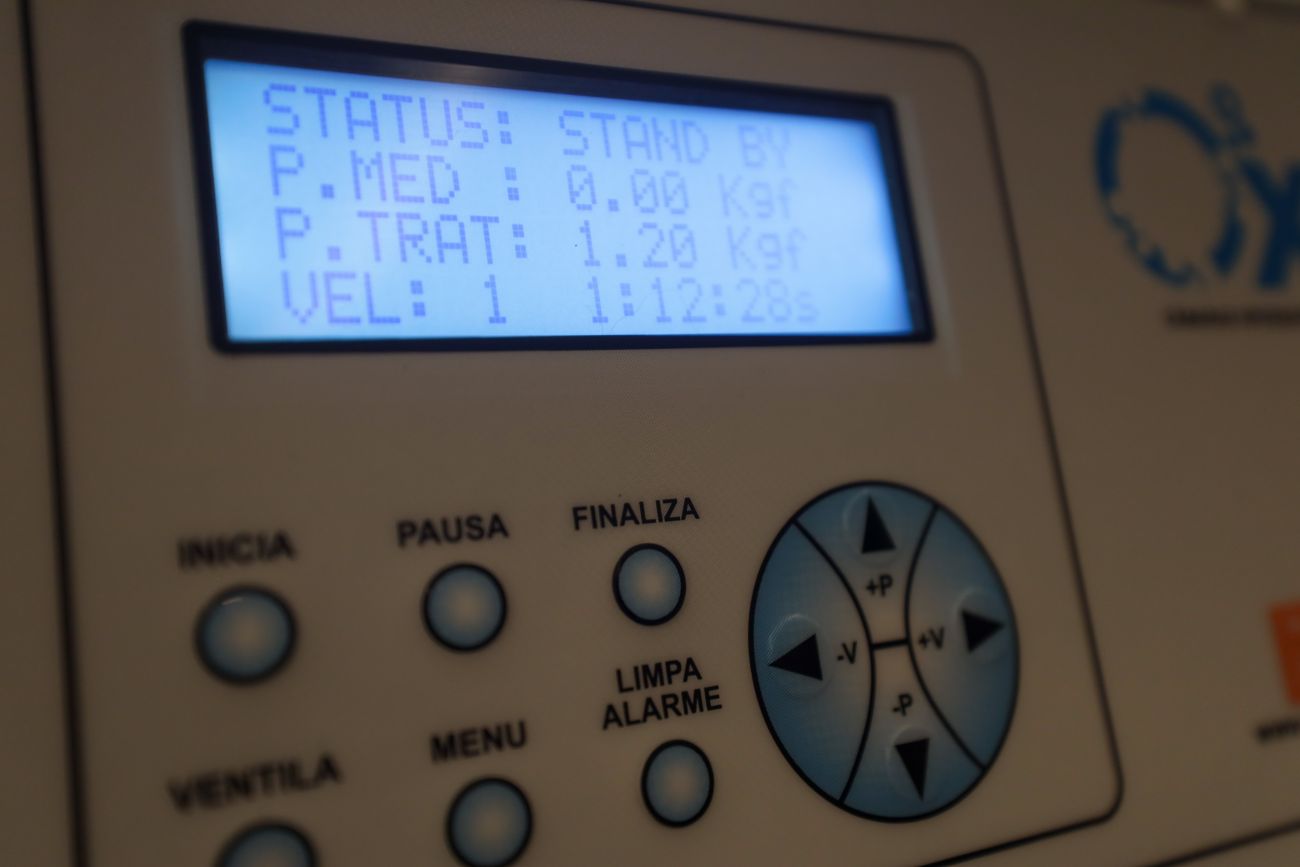 STATUS: STAND BY
P.MED : 0.00 Kgf
P.TRAT: 1.20 Kgf
VEL: 1 1:12:28s
INICIA
PAUSA
FINALIZA
VENTILA
MENU
LIMPA
ALARME
+P
-V
+V
-P